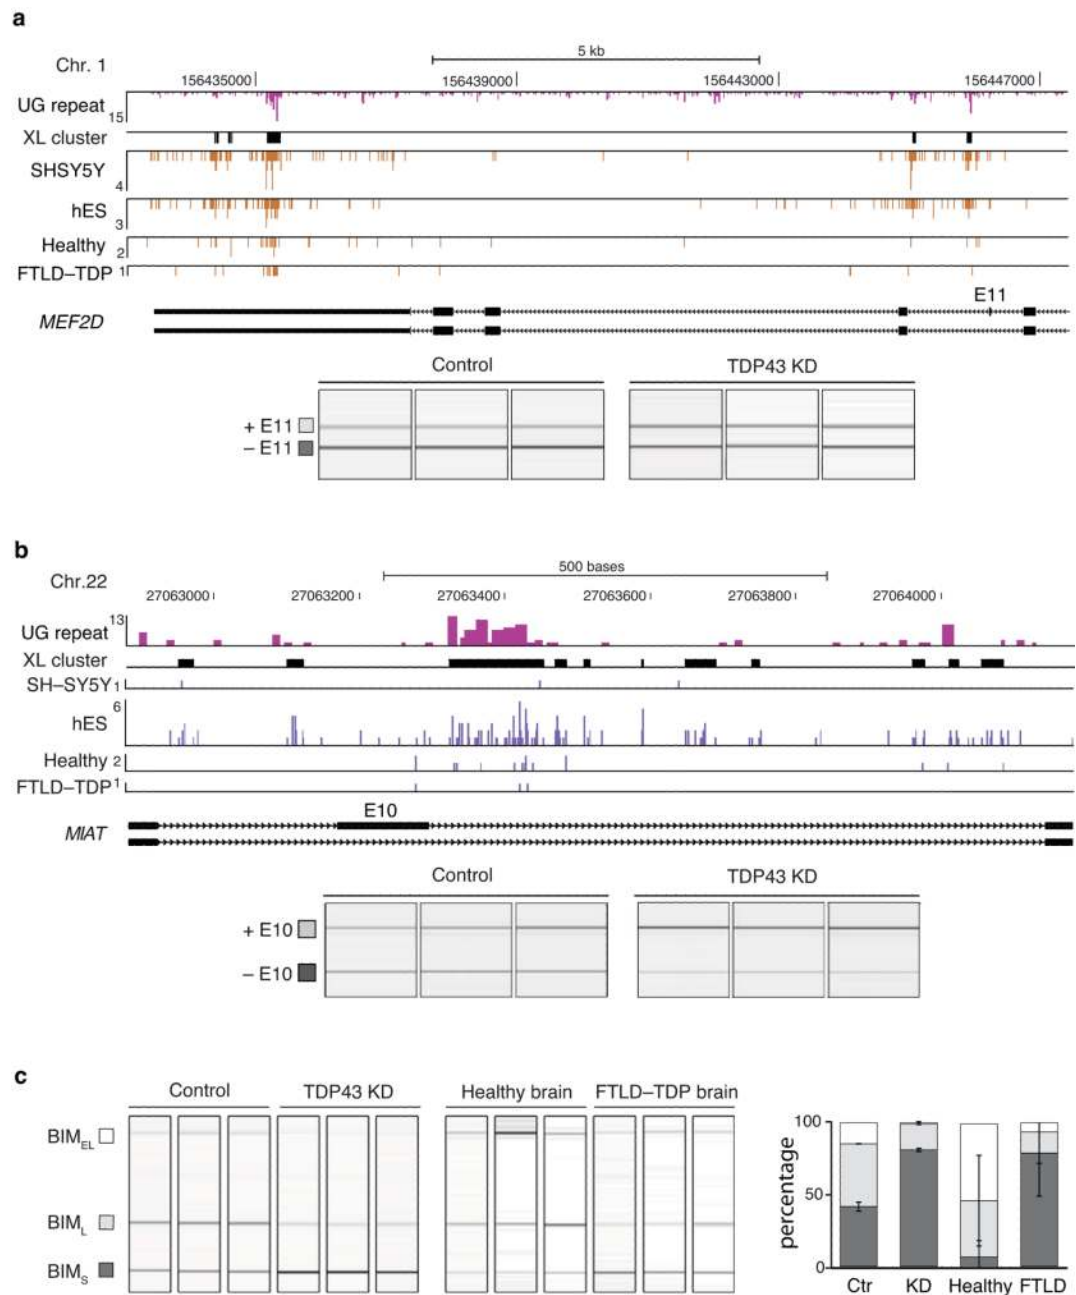 a
5 kb
Chr. 1
156435000 156439000 156443000 156447000
UG repeat
15
XL cluster
SHSY5Y
4
hES
3
Healthy
2
FTLD–TDP 1
E11
MEF2D
Control TDP43 KD
+ E11
– E11
b
500 bases
Chr.22
27063000 27063200 27063400 27063600 27063800 27064000
13
UG repeat
XL cluster
SH–SY5Y 1
6
hES
Healthy 2
FTLD–TDP 1
E10
MIAT
Control TDP43 KD
+ E10
– E10
c
Control TDP43 KD Healthy brain FTLD–TDP brain
BIM EL
BIM L
BIM S
percentage
100
50
0
Ctr KD Healthy FTLD